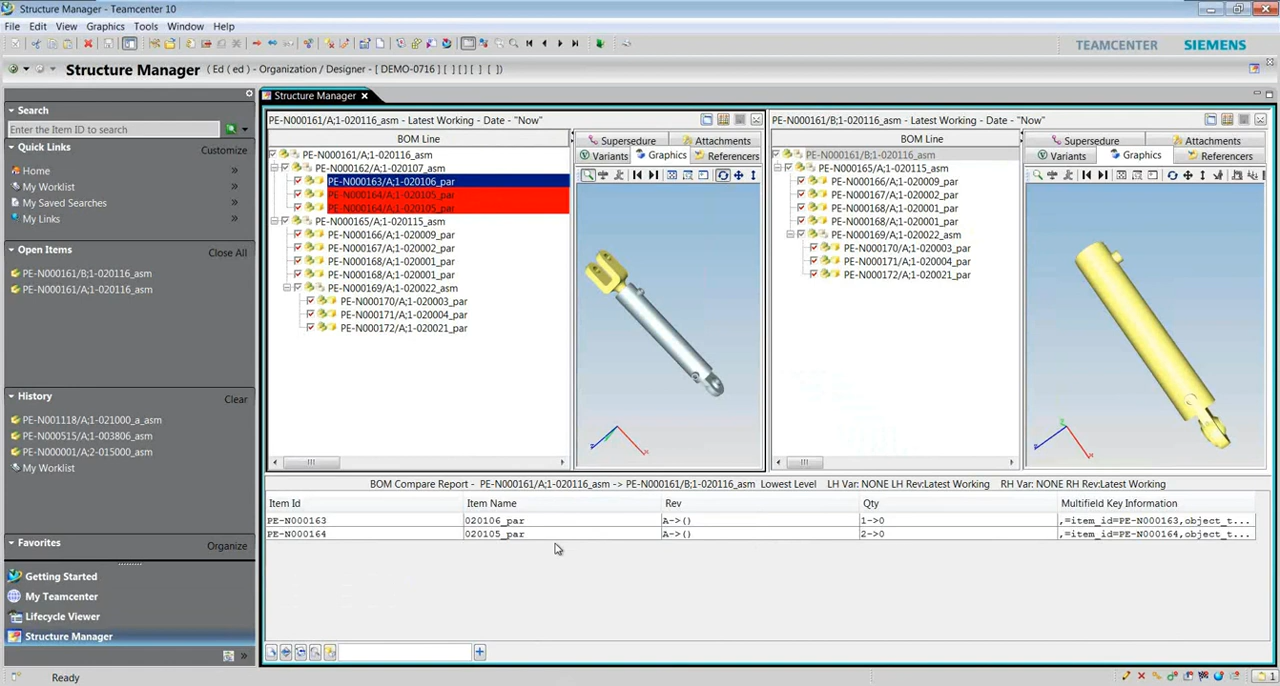 Structure Manager - Teamcenter 10
File Edit View Graphics Tools Window Help
TEAMCENTER SIEMENS
Structure Manager ( Ed ( ed ) - Organization / Designer - [ DEMO-0716 ] [ ] [ ] [ ] [ ] )
Search
Enter the Item ID to search
Quick Links
Customize
Home
My Worklist
My Saved Searches
My Links
Open Items
Close All
PE-N000161/B;1-020116_asm
PE-N000161/A;1-020116_asm
History
Clear
PE-N001118/A;1-021000_a_asm
PE-N000515/A;1-003806_asm
PE-N000001/A;2-015000_asm
My Worklist
Favorites
Organize
Getting Started
My Teamcenter
Lifecycle Viewer
Structure Manager
Structure Manager
PE-N000161/A;1-020116_asm - Latest Working - Date - "Now"
BOM Line
PE-N000161/A;1-020116_asm
PE-N000162/A;1-020107_asm
PE-N000163/A;1-020106_par
PE-N000164/A;1-020105_par
PE-N000164/A;1-020105_par
PE-N000165/A;1-020115_asm
PE-N000166/A;1-020009_par
PE-N000167/A;1-020002_par
PE-N000168/A;1-020001_par
PE-N000168/A;1-020001_par
PE-N000169/A;1-020022_asm
PE-N000170/A;1-020003_par
PE-N000171/A;1-020004_par
PE-N000172/A;1-020021_par
Supersedure Attachments
Variants Graphics Referencers
PE-N000161/B;1-020116_asm - Latest Working - Date - "Now"
BOM Line
PE-N000161/B;1-020116_asm
PE-N000165/A;1-020115_asm
PE-N000166/A;1-020009_par
PE-N000167/A;1-020002_par
PE-N000168/A;1-020001_par
PE-N000168/A;1-020001_par
PE-N000169/A;1-020022_asm
PE-N000170/A;1-020003_par
PE-N000171/A;1-020004_par
PE-N000172/A;1-020021_par
Supersedure Attachments
Variants Graphics Referencers
BOM Compare Report - PE-N000161/A;1-020116_asm -> PE-N000161/B;1-020116_asm Lowest Level LH Var: NONE LH Rev:Latest Working RH Var: NONE RH Rev:Latest Working
Item Id Item Name Rev Qty Multifield Key Information
PE-N000163 020106_par A->() 1->0 ,=item_id=PE-N000163,object_t...
PE-N000164 020105_par A->() 2->0 ,=item_id=PE-N000164,object_t...
Ready
1